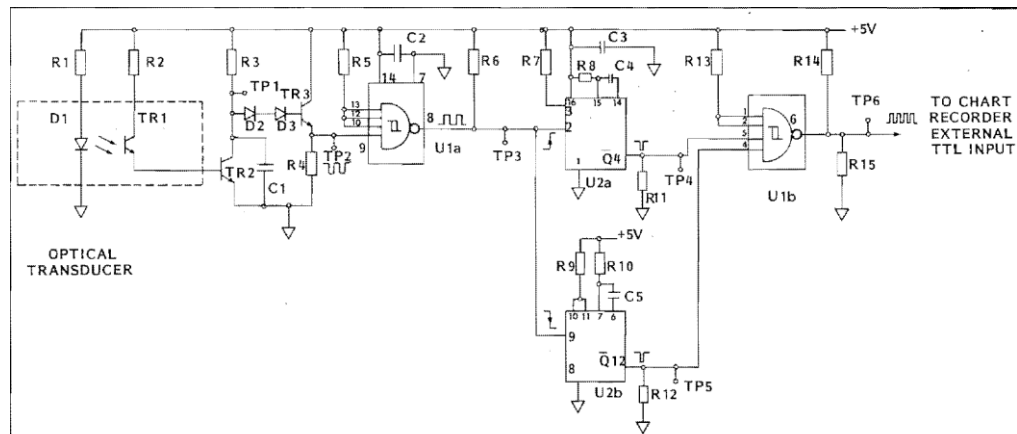 +5V
C2
C3
R1
R2
R3
R5
R6
R7
R8
C4
R13
R14
14
7
16
15
14
TP1
TR3
TP6
TO CHART
RECORDER
EXTERNAL
TTL INPUT
D1
TR1
D2
D3
13
12
10
9
8
U1a
3
2
1
2
5
4
6
R4
TP2
TP3
1
Q4
TP4
U1b
R15
TR2
C1
U2a
R11
+5V
OPTICAL
TRANSDUCER
R9
R10
C5
10
11
7
6
9
8
Q12
U2b
R12
TP5